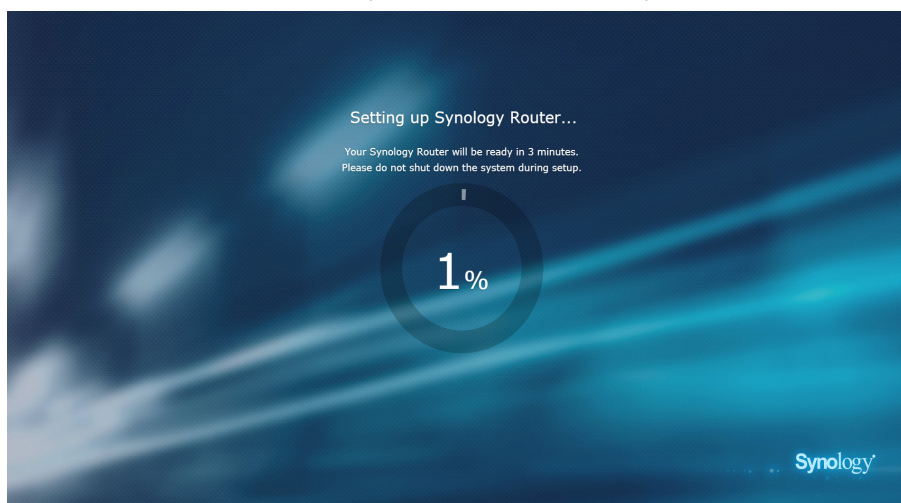 Setting up Synology Router...
Your Synology Router will be ready in 3 minutes.
Please do not shut down the system during setup.
1%
Synology